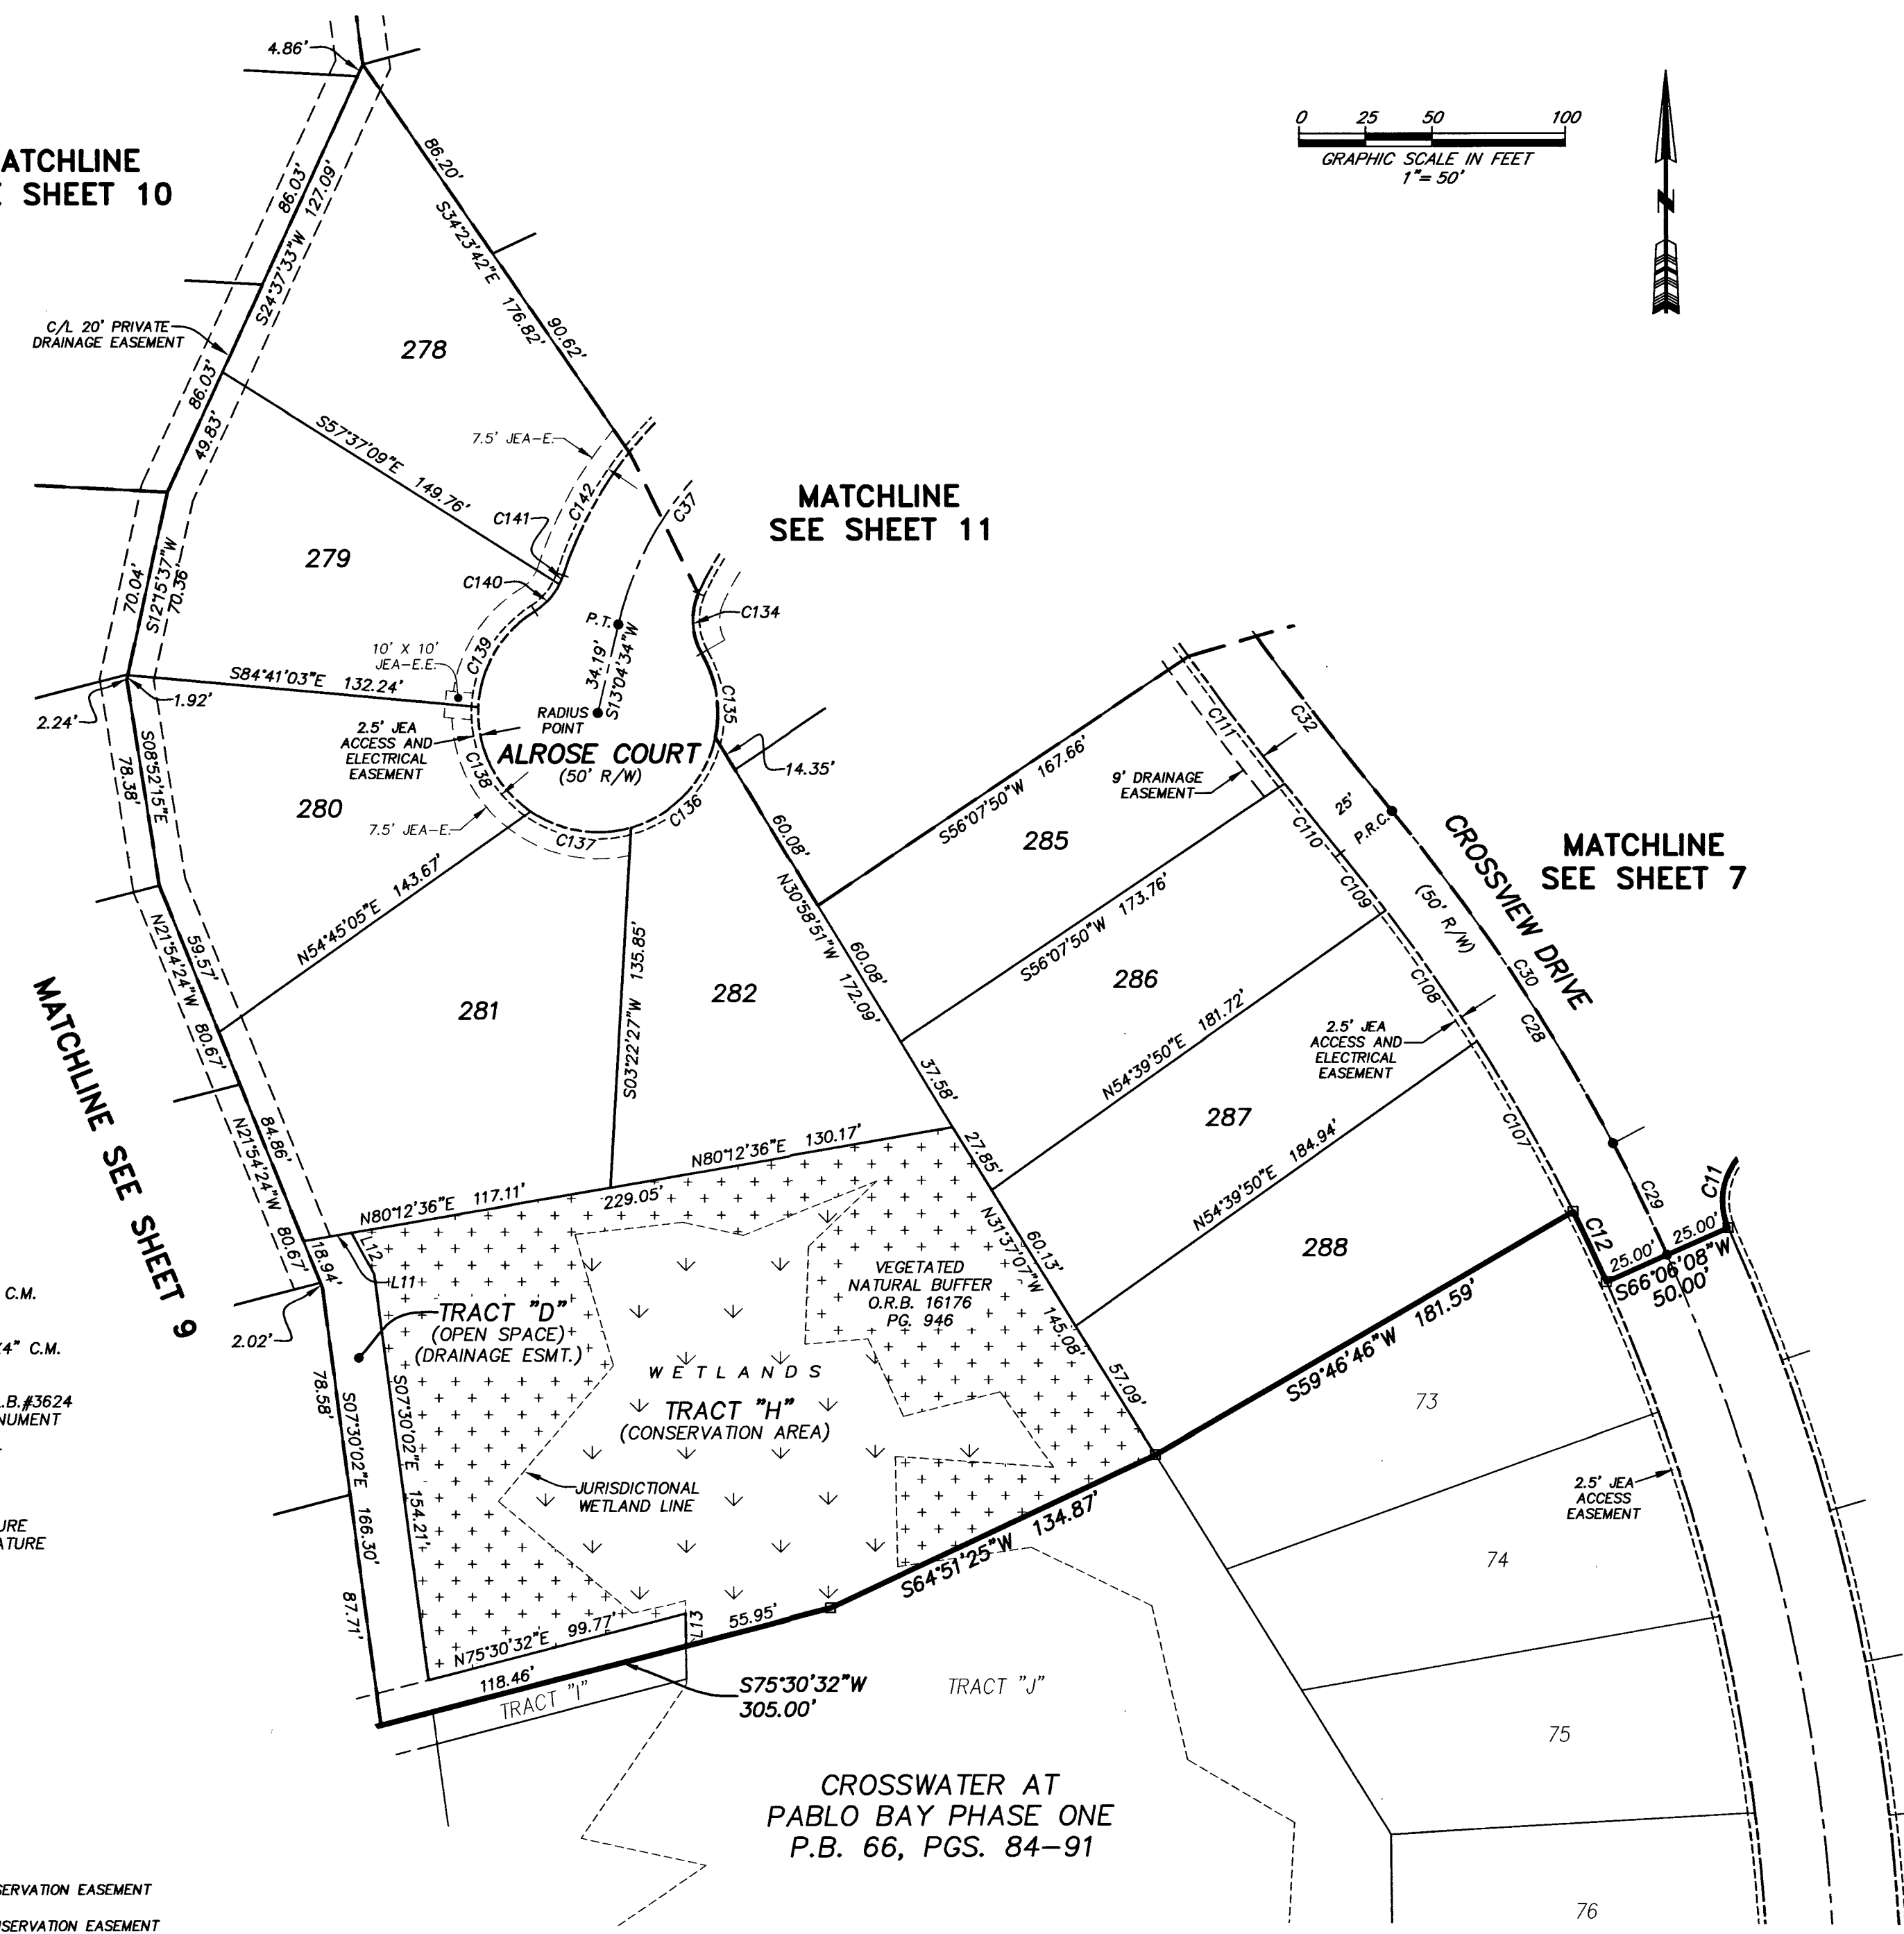 4.86'
ATCHLINE
SHEET 10
0 25 50 100
GRAPHIC SCALE IN FEET
1"= 50'
N
86.20'
S34°23'42"E 176.82'
90.62'
86.03'
S24°37'33"W 127.09'
C/L 20' PRIVATE
DRAINAGE EASEMENT
278
86.03'
49.83'
S57°37'09"E 149.76'
7.5' JEA-E.
C142
C37
C141
MATCHLINE
SEE SHEET 11
279
C140
C134
70.04'
S12°15'37"W
70.36'
P.T.
34.19'
S13°04'34"W
C139
10' X 10'
JEA-E.E.
S84°41'03"E 132.24'
1.92'
2.24'
RADIUS
POINT
C135
2.5' JEA
ACCESS AND
ELECTRICAL
EASEMENT
ALROSE COURT
(50' R/W)
14.35'
C138
S08°52'15"E
78.38'
280
7.5' JEA-E.
C137
C136
C32
C111
S56°07'50"W 167.66'
9' DRAINAGE
EASEMENT
285
25'
P.R.C.
C110
CROSSVIEW DRIVE
(50' R/W)
MATCHLINE
SEE SHEET 7
60.08'
N30°58'51"W 172.09'
60.08'
37.58'
S56°07'50"W 173.76'
C109
N54°45'05"E 143.67'
286
C108
C30
C28
59.57'
N21°54'24"W 80.67'
MATCHLINE SEE SHEET 9
281
S03°22'27"W 135.85'
282
N54°39'50"E 181.72'
2.5' JEA
ACCESS AND
ELECTRICAL
EASEMENT
287
C107
84.86'
N21°54'24"W 80.67'
N80°12'36"E 130.17'
27.85'
N80°12'36"E 117.11'
229.05'
N54°39'50"E 184.94'
288
C29
C11
C12
25.00'
25.00'
S66°06'08"W
50.00'
18.94'
L12
L11
N31°37'07"W 145.08'
60.13'
57.09'
VEGETATED
NATURAL BUFFER
O.R.B. 16176
PG. 946
C.M.
TRACT "D"
(OPEN SPACE)
(DRAINAGE ESMT.)
2.02'
4" C.M.
WETLANDS
TRACT "H"
(CONSERVATION AREA)
S59°46'46"W 181.59'
.B.#3624
NUMENT
73
78.58'
S07°30'02"E 166.30'
S07°30'02"E 154.21'
87.71'
JURISDICTIONAL
WETLAND LINE
2.5' JEA
ACCESS
EASEMENT
URE
ATURE
S64°51'25"W 134.87'
74
N75°30'32"E 99.77'
L13
55.95'
118.46'
TRACT "I"
S75°30'32"W
305.00'
TRACT "J"
75
CROSSWATER AT
PABLO BAY PHASE ONE
P.B. 66, PGS. 84-91
SERVATION EASEMENT
76
NSERVATION EASEMENT